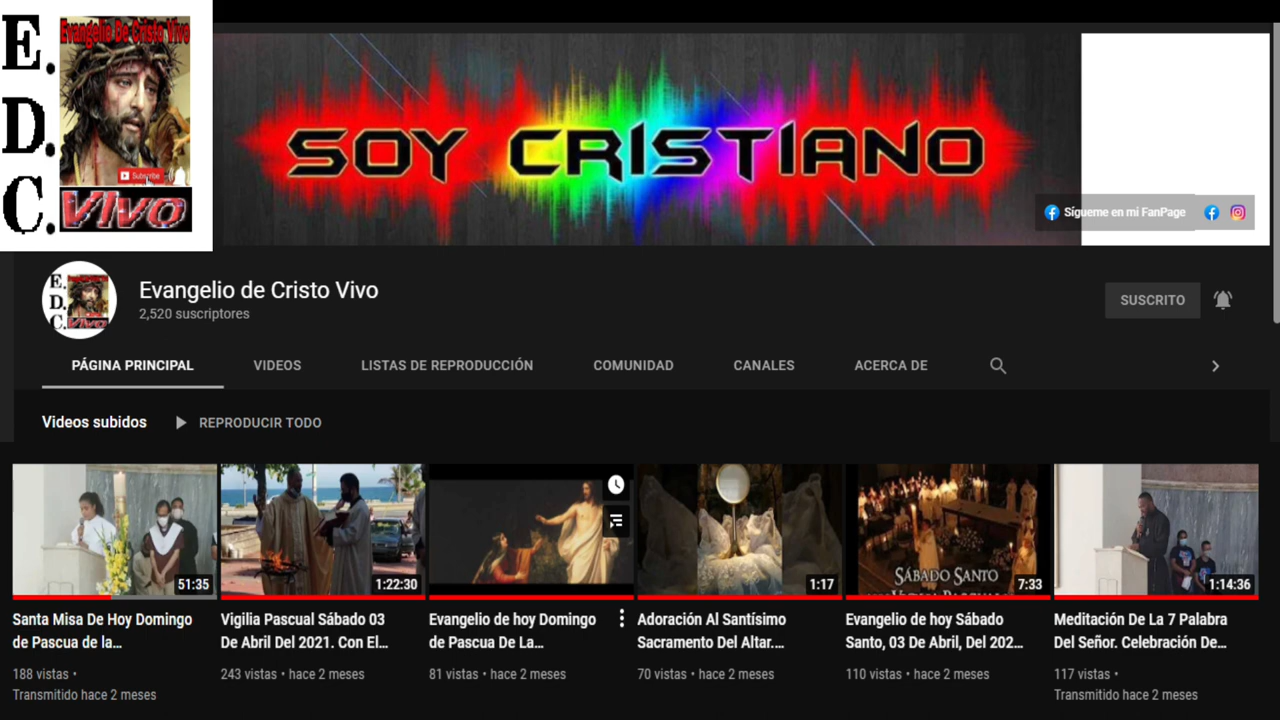 E.
D.
C.
Evangelio De Cristo Vivo
Subscribe
Vivo
SOY CRISTIANO
Sígueme en mi FanPage
E.
D.
C.
Vivo
Evangelio de Cristo Vivo
2,520 suscriptores
SUSCRITO
PÁGINA PRINCIPAL VIDEOS LISTAS DE REPRODUCCIÓN COMUNIDAD CANALES ACERCA DE
Videos subidos REPRODUCIR TODO
51:35
Santa Misa De Hoy Domingo
de Pascua de la...
188 vistas •
Transmitido hace 2 meses
1:22:30
Vigilia Pascual Sábado 03
De Abril Del 2021. Con El...
243 vistas • hace 2 meses
Evangelio de hoy Domingo
de Pascua De La...
81 vistas • hace 2 meses
1:17
Adoración Al Santísimo
Sacramento Del Altar....
70 vistas • hace 2 meses
SÁBADO SANTO
7:33
Evangelio de hoy Sábado
Santo, 03 De Abril, Del 202...
110 vistas • hace 2 meses
1:14:36
Meditación De La 7 Palabra
Del Señor. Celebración De...
117 vistas •
Transmitido hace 2 meses